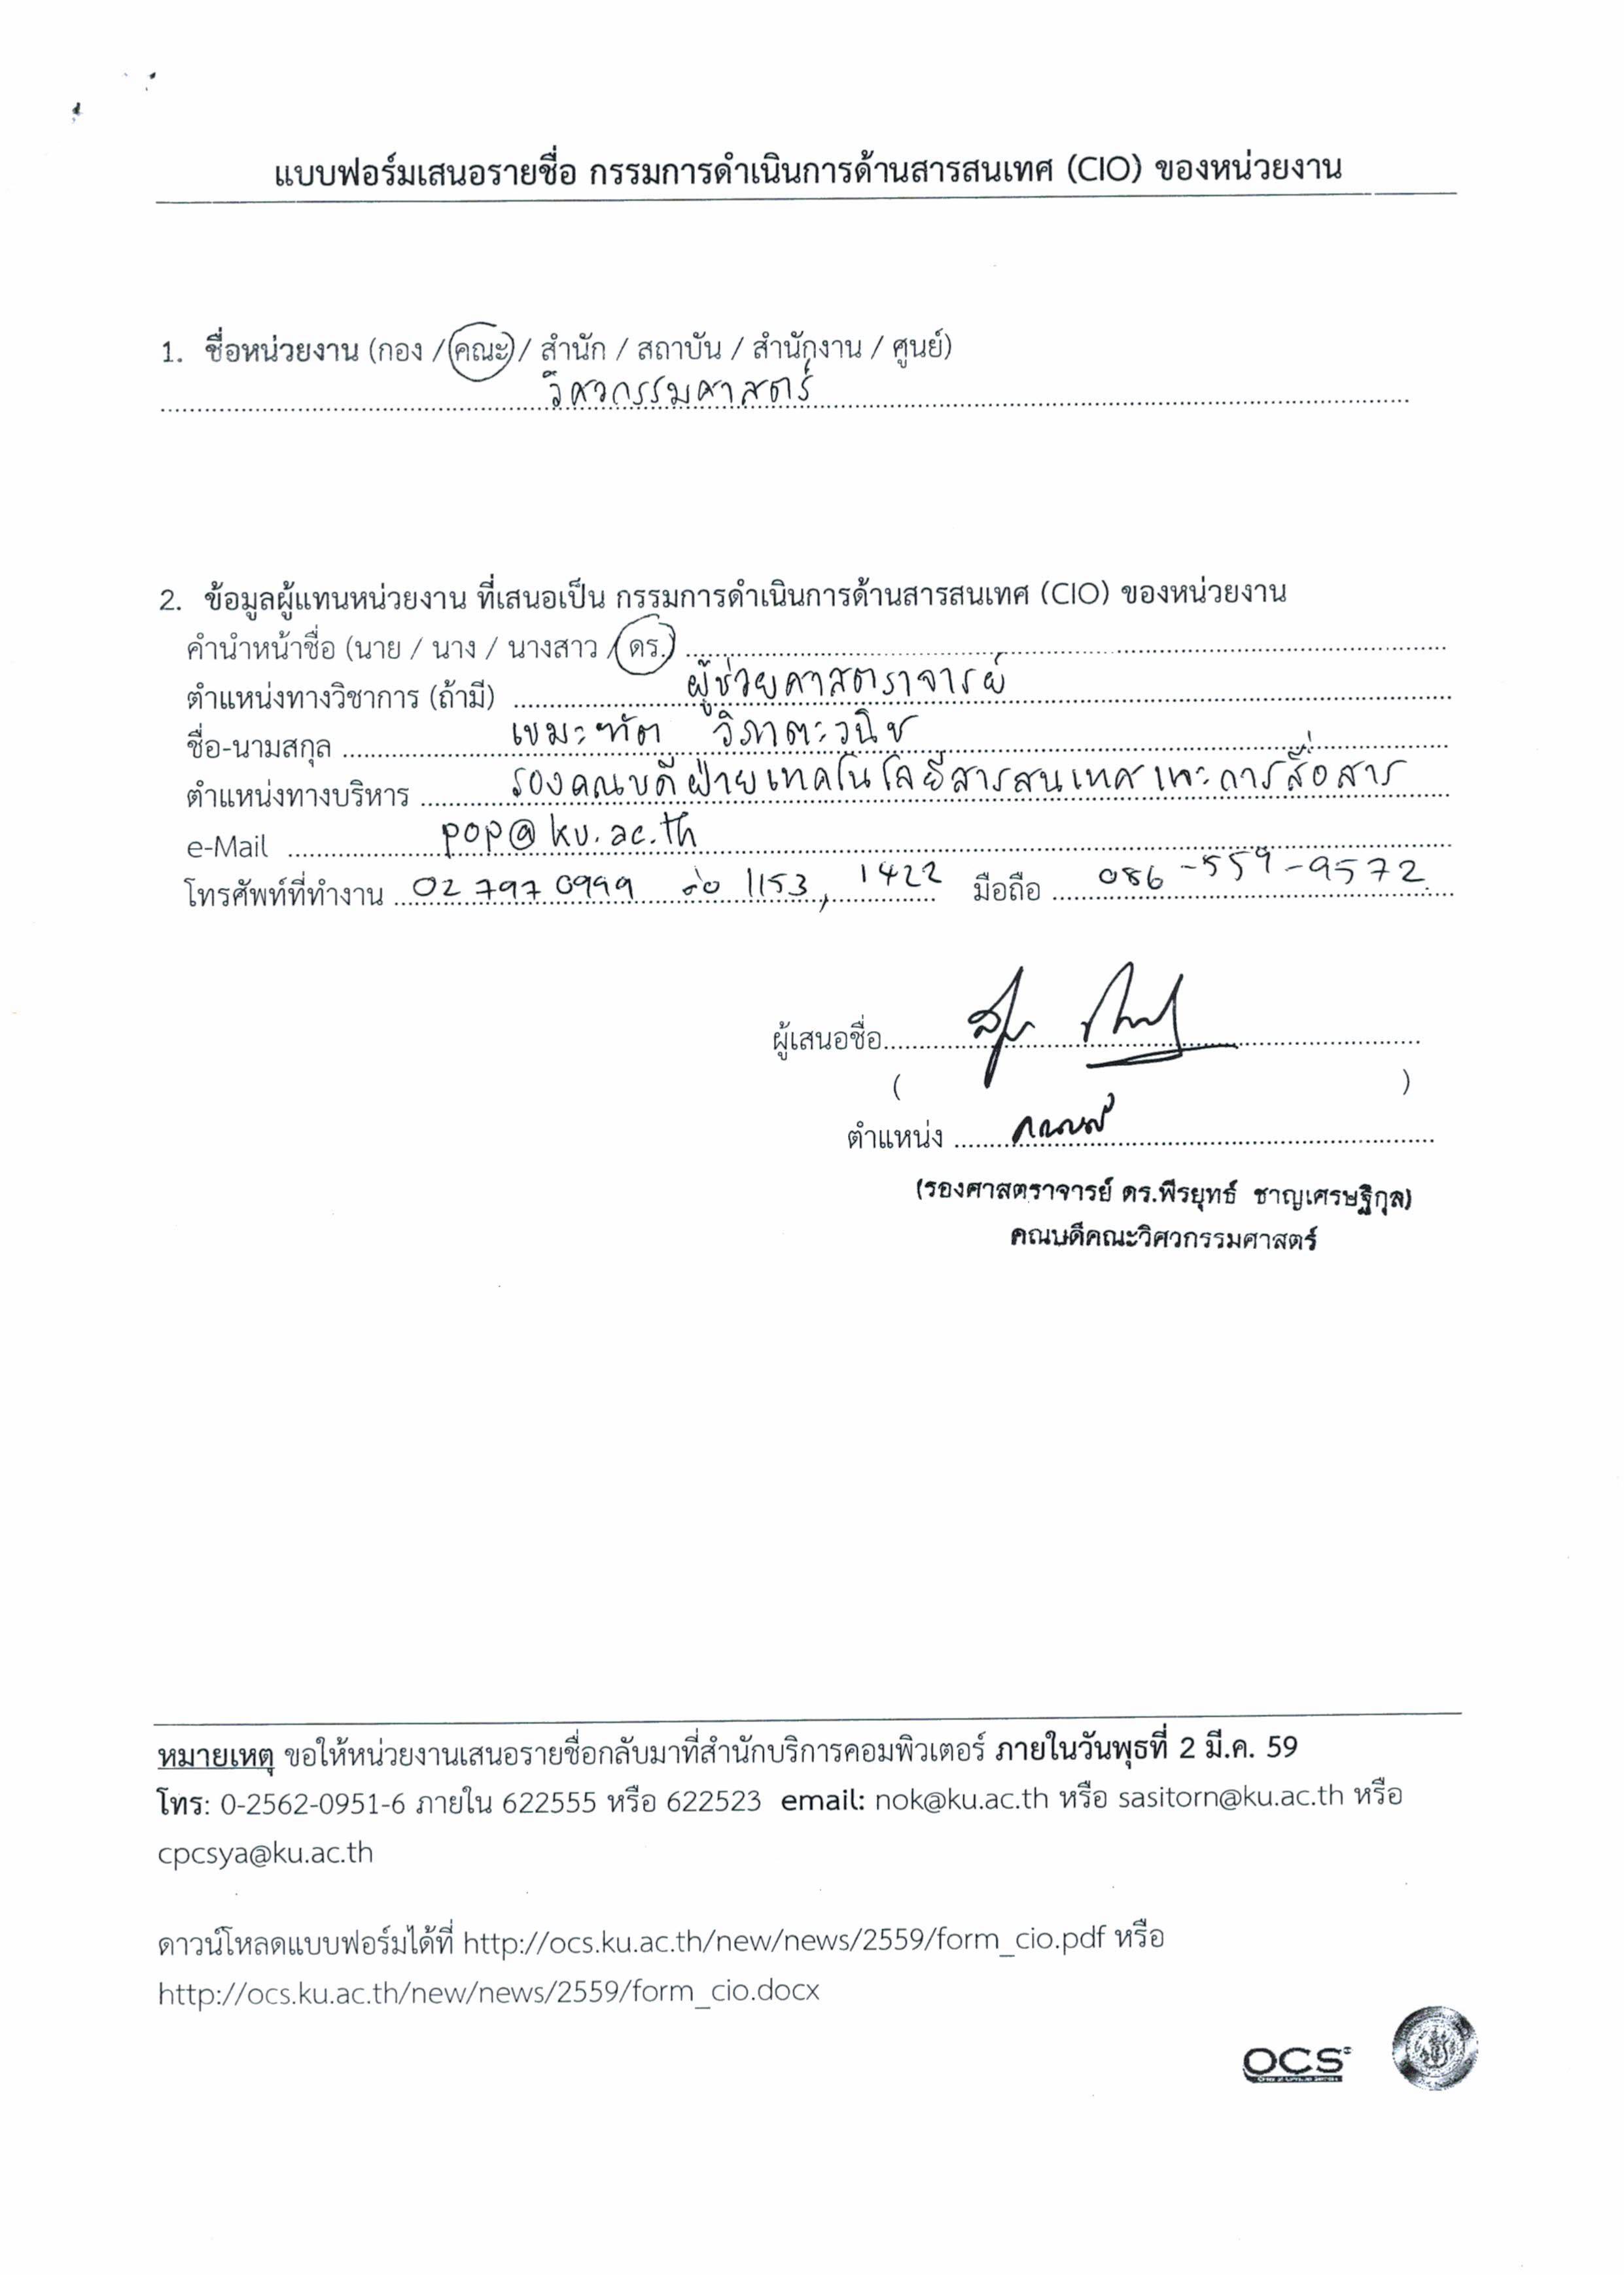 แบบฟอร์มเสนอรายชื่อ กรรมการดำเนินการด้านสารสนเทศ (CIO) ของหน่วยงาน
1. ชื่อหน่วยงาน (กอง / คณะ / สำนัก / สถาบัน / สำนักงาน / ศูนย์)
วิศวกรรมศาสตร์
2. ข้อมูลผู้แทนหน่วยงาน ที่เสนอเป็น กรรมการดำเนินการด้านสารสนเทศ (CIO) ของหน่วยงาน
คำนำหน้าชื่อ (นาย / นาง / นางสาว / ดร.)
ตำแหน่งทางวิชาการ (ถ้ามี) ผู้ช่วยศาสตราจารย์
ชื่อ-นามสกุล เขมะฑัต วิภาตะวนิช
ตำแหน่งทางบริหาร รองคณบดีฝ่ายเทคโนโลยีสารสนเทศและการสื่อสาร
e-Mail pop@ku.ac.th
โทรศัพท์ที่ทำงาน 02 797 0999 ต่อ 1153, 1422 มือถือ 086-559-9572
ผู้เสนอชื่อ
( )
ตำแหน่ง คณบดี
(รองศาสตราจารย์ ดร.พีรยุทธ์ ชาญเศรษฐิกุล)
คณบดีคณะวิศวกรรมศาสตร์
หมายเหตุ ขอให้หน่วยงานเสนอรายชื่อกลับมาที่สำนักบริการคอมพิวเตอร์ ภายในวันพุธที่ 2 มี.ค. 59
โทร: 0-2562-0951-6 ภายใน 622555 หรือ 622523 email: nok@ku.ac.th หรือ sasitorn@ku.ac.th หรือ
cpcsya@ku.ac.th
ดาวน์โหลดแบบฟอร์มได้ที่ http://ocs.ku.ac.th/new/news/2559/form_cio.pdf หรือ
http://ocs.ku.ac.th/new/news/2559/form_cio.docx
OCS